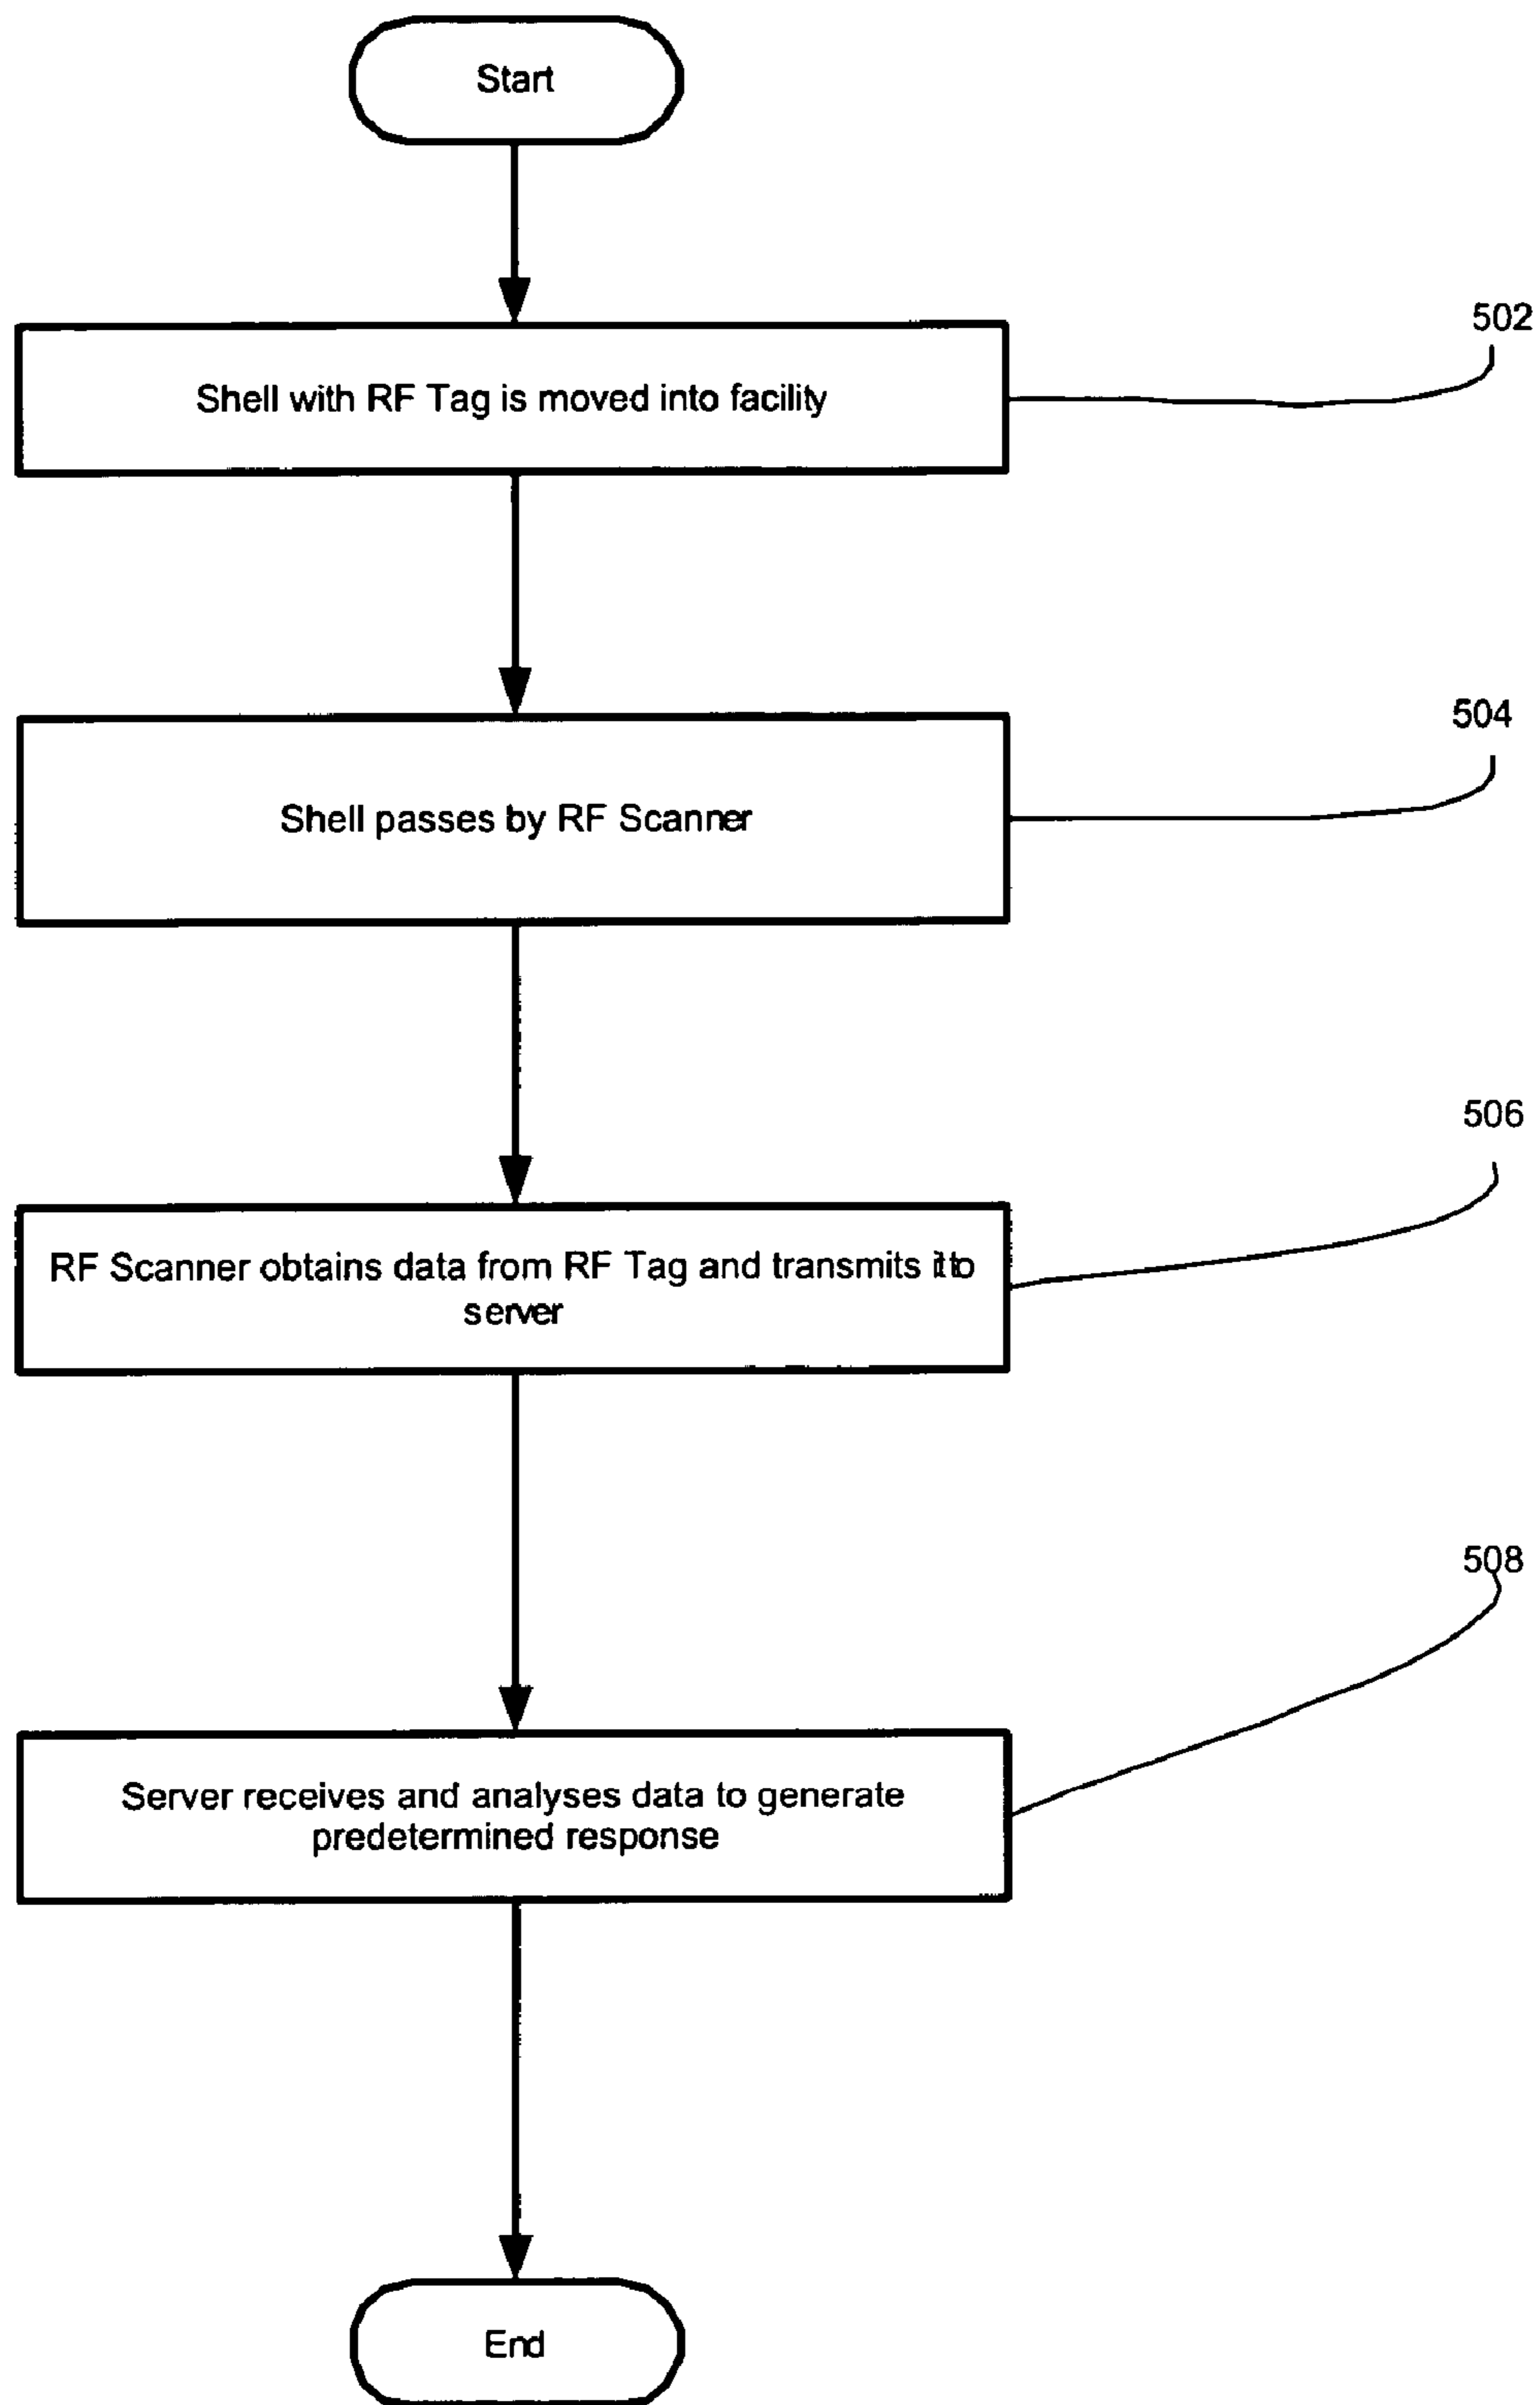 Start
502
Shell with RF Tag is moved into facility
504
Shell passes by RF Scanner
506
RF Scanner obtains data from RF Tag and transmits it to
server
508
Server receives and analyses data to generate
predetermined response
End